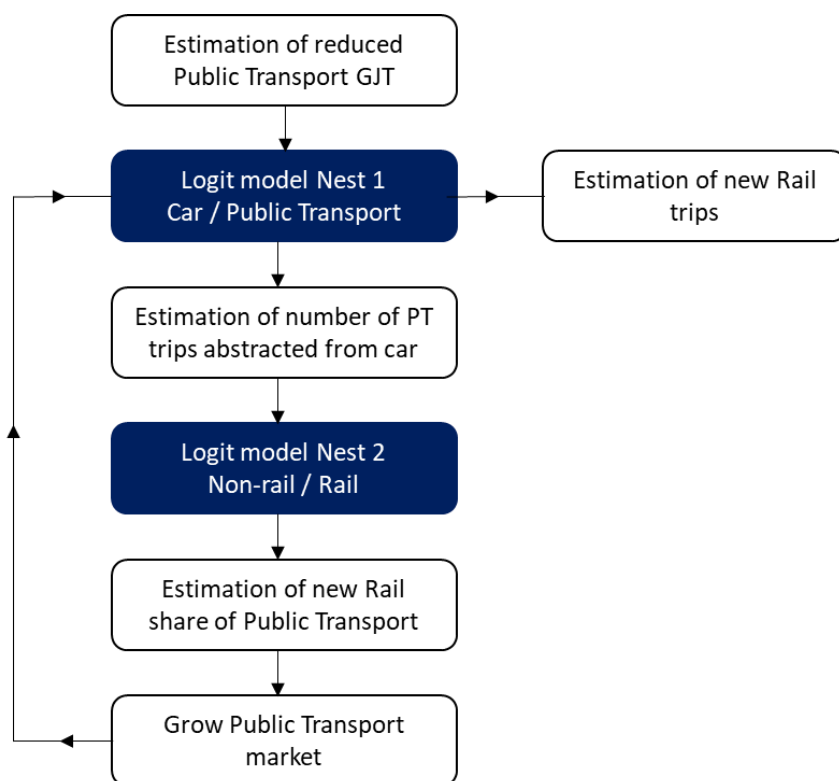 Estimation of reduced
Public Transport GJT
Logit model Nest 1
Car / Public Transport
Estimation of new Rail
trips
Estimation of number of PT
trips abstracted from car
Logit model Nest 2
Non-rail / Rail
Estimation of new Rail
share of Public Transport
Grow Public Transport
market